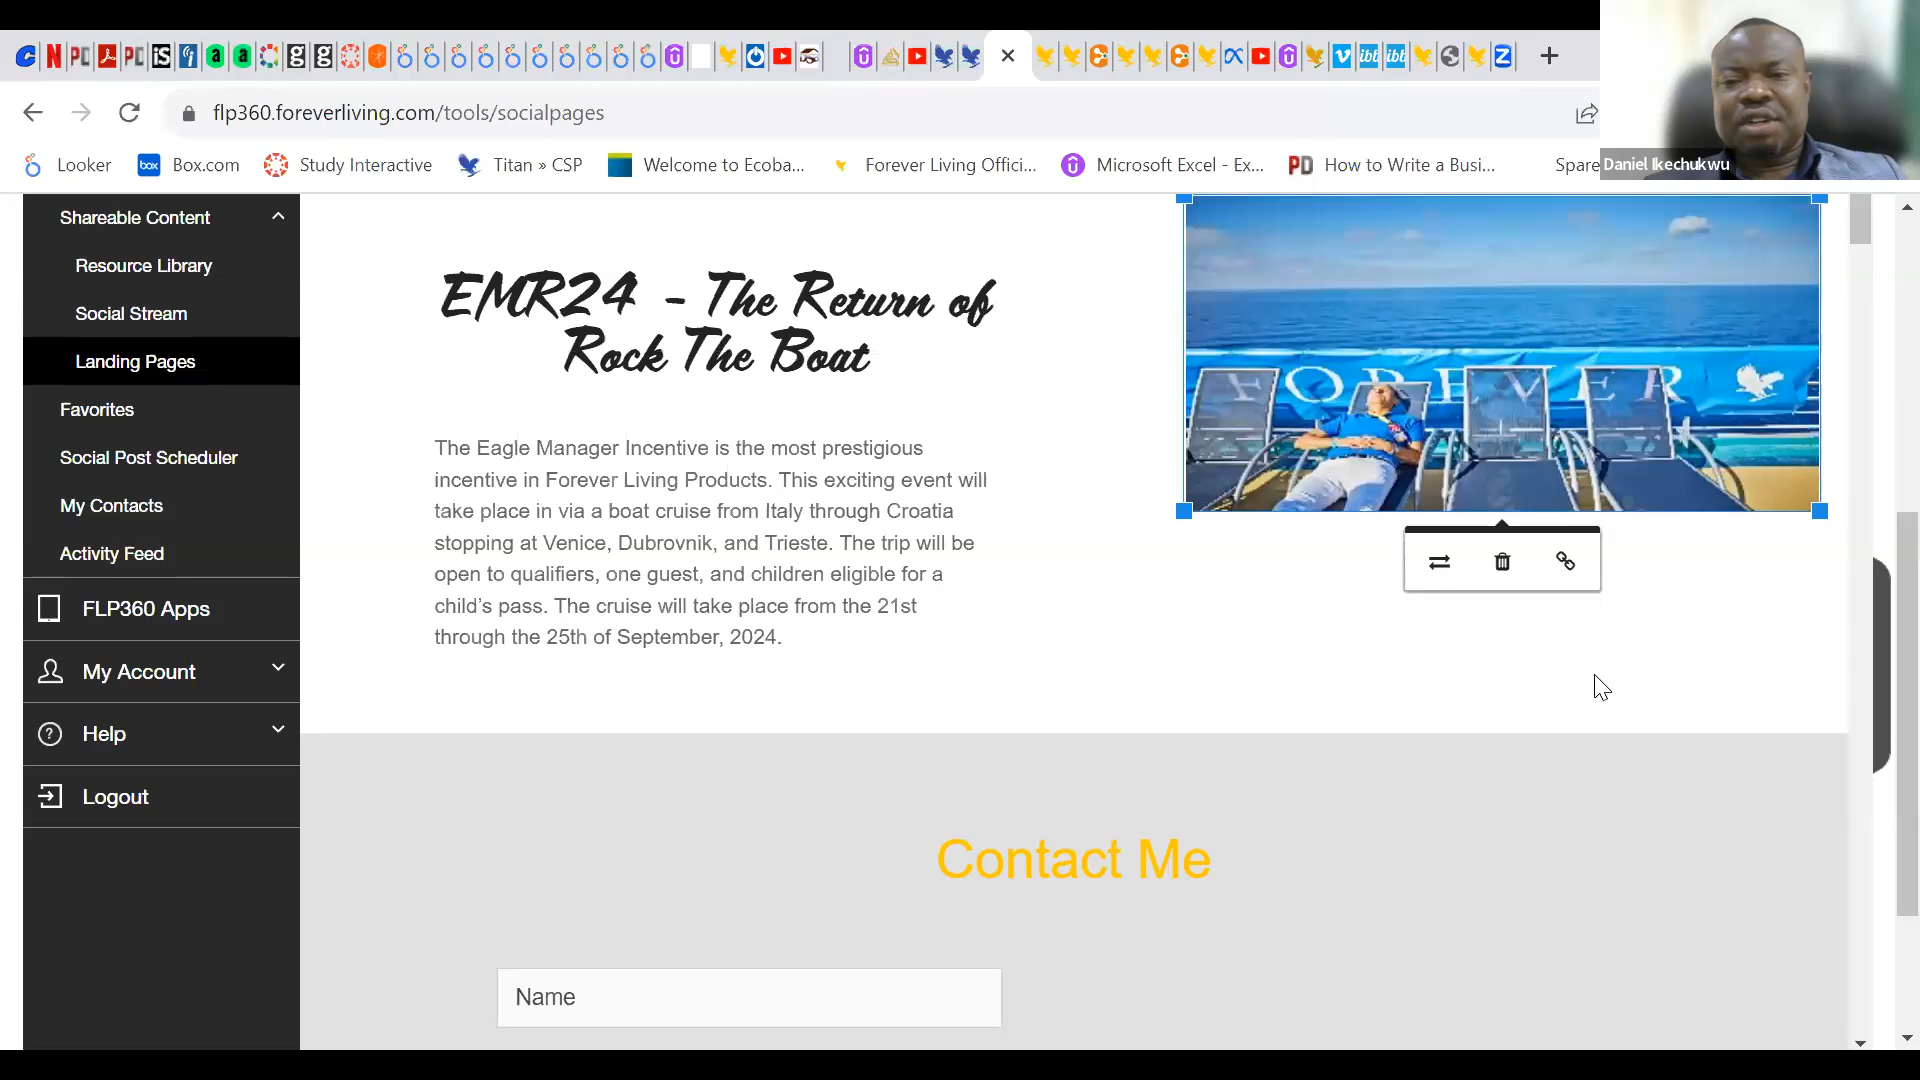 flp360.foreverliving.com/tools/socialpages
Looker
Box.com
Study Interactive
Titan » CSP
Welcome to Ecoba...
Forever Living Offici...
Microsoft Excel - Ex...
How to Write a Busi...
Spare
Daniel Ikechukwu
Shareable Content
Resource Library
Social Stream
Landing Pages
Favorites
Social Post Scheduler
My Contacts
Activity Feed
FLP360 Apps
My Account
Help
Logout
EMR24 - The Return of
Rock The Boat
The Eagle Manager Incentive is the most prestigious
incentive in Forever Living Products. This exciting event will
take place in via a boat cruise from Italy through Croatia
stopping at Venice, Dubrovnik, and Trieste. The trip will be
open to qualifiers, one guest, and children eligible for a
child’s pass. The cruise will take place from the 21st
through the 25th of September, 2024.
FOREVER
Contact Me
Name